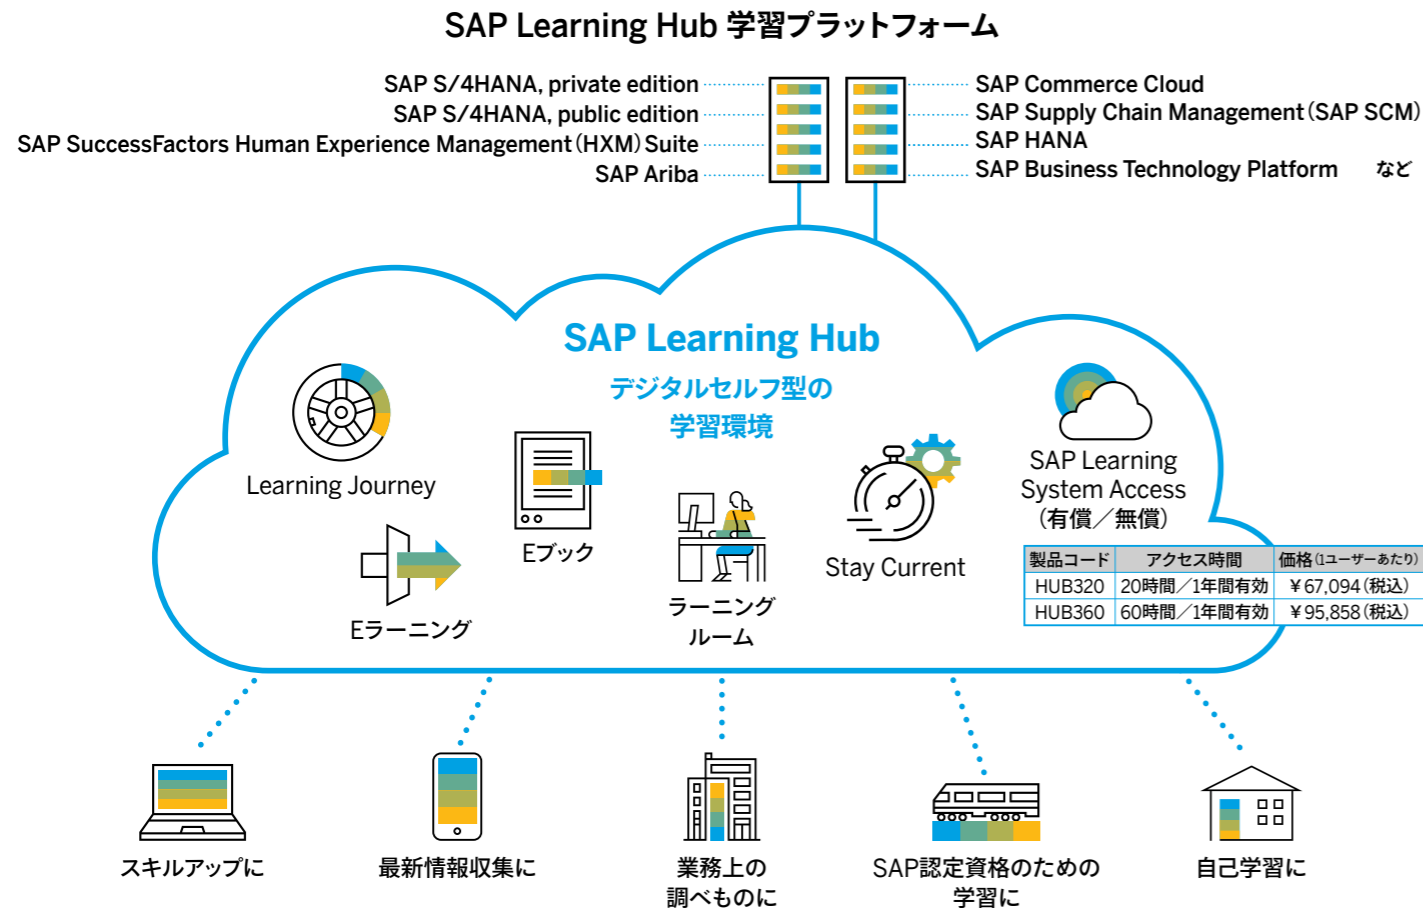 SAP Learning Hub 学習プラットフォーム
SAP S/4HANA, private edition
SAP S/4HANA, public edition
SAP SuccessFactors Human Experience Management(HXM)Suite
SAP Ariba
SAP Commerce Cloud
SAP Supply Chain Management(SAP SCM)
SAP HANA
SAP Business Technology Platform など
SAP Learning Hub
デジタルセルフ型の
学習環境
Learning Journey
Eラーニング
Eブック
ラーニング
ルーム
Stay Current
SAP Learning
System Access
(有償/無償)
製品コード アクセス時間 価格(1ユーザーあたり)
HUB320 20時間/1年間有効 ¥67,094(税込)
HUB360 60時間/1年間有効 ¥95,858(税込)
スキルアップに
最新情報収集に
業務上の
調べものに
SAP認定資格のための
学習に
自己学習に